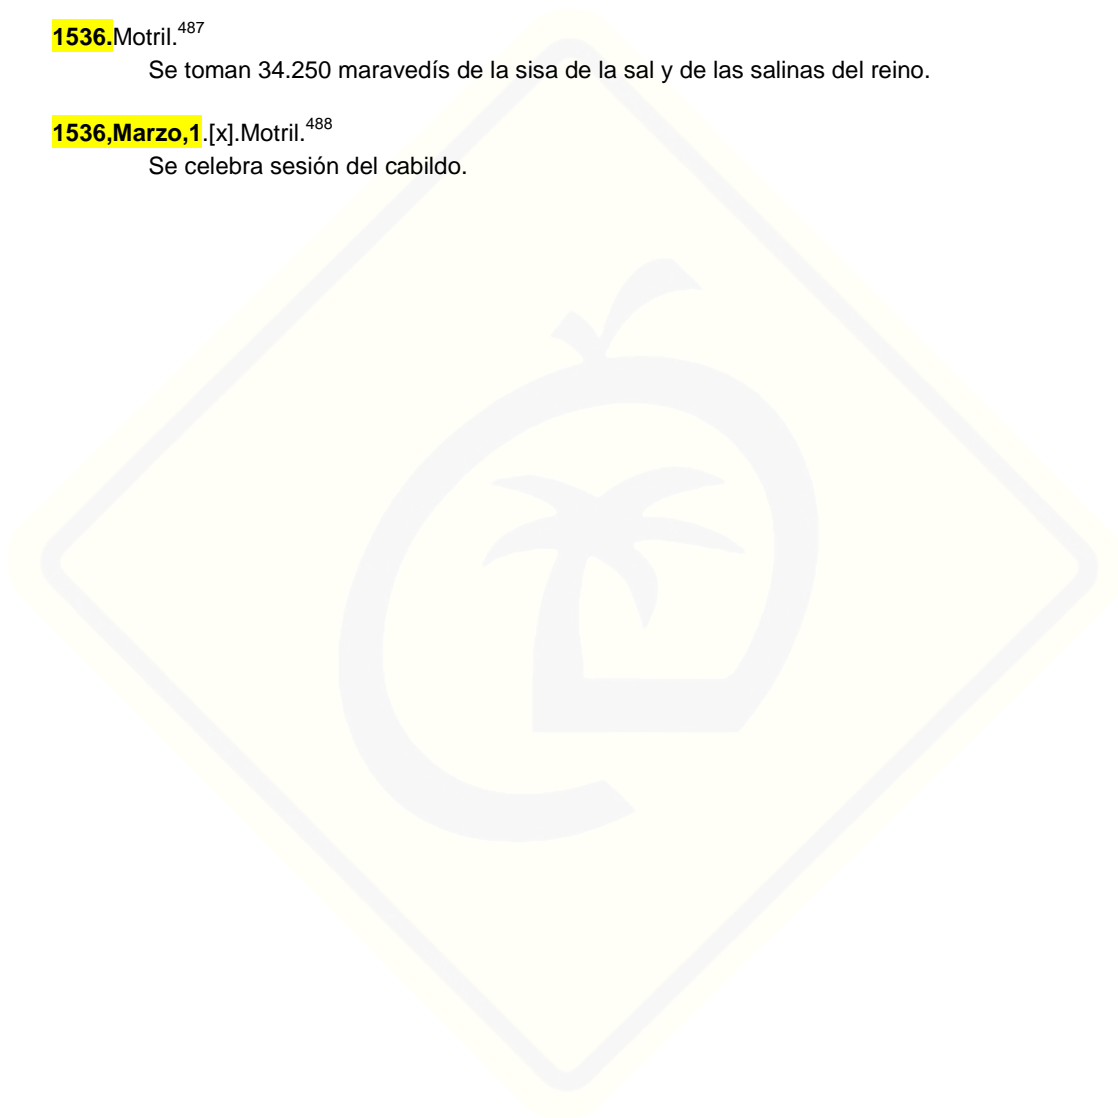 1536.Motril.487
Se toman 34.250 maravedís de la sisa de la sal y de las salinas del reino.
1536,Marzo,1.[x].Motril.488
Se celebra sesión del cabildo.